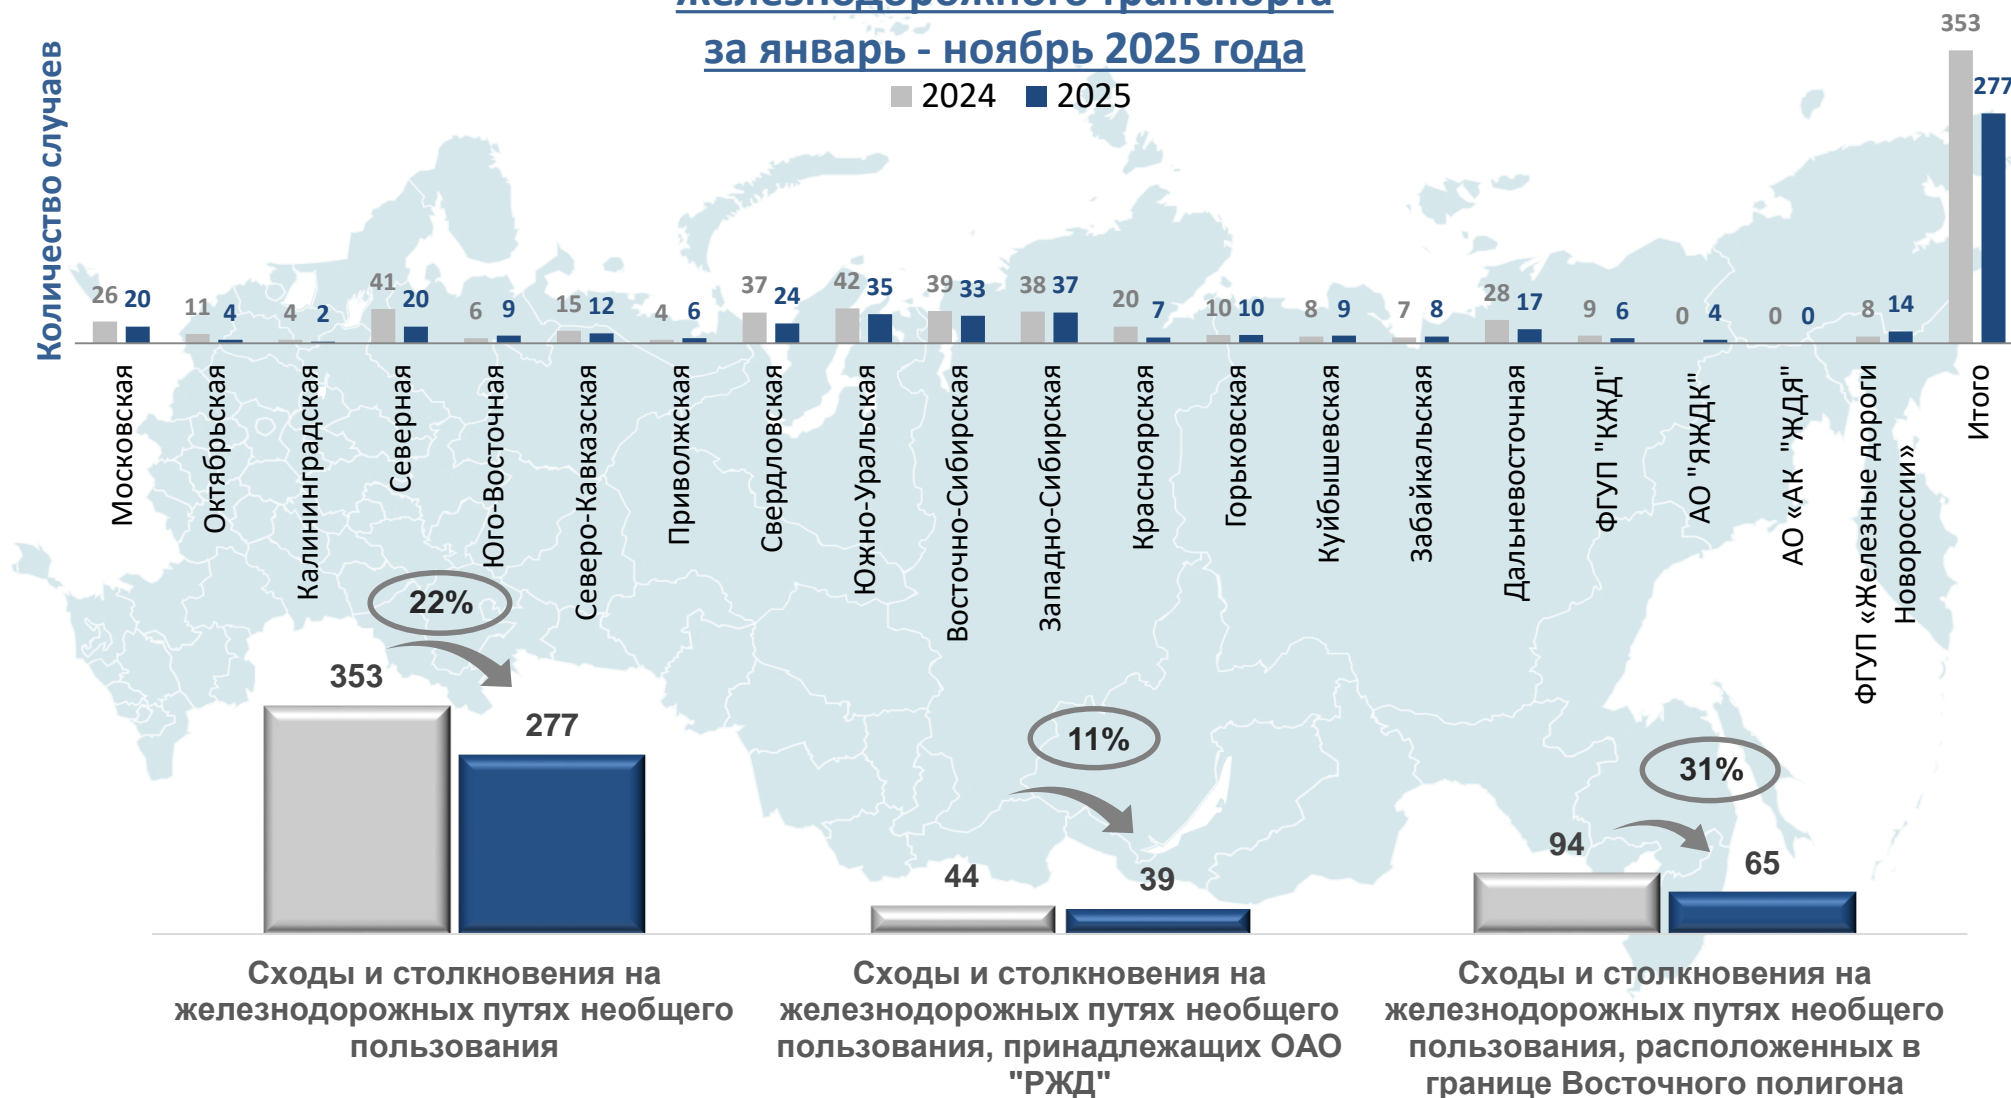 железнодорожного транспорта
за январь - ноябрь 2025 года
2024 2025
Количество случаев
26 20 11 4 4 2 41 20 6 9 15 12 4 6 37 24 42 35 39 33 38 37 20 7 10 10 8 9 7 8 28 17 9 6 0 4 0 0 8 14 353 277
Московская
Октябрьская
Калининградская
Северная
Юго-Восточная
Северо-Кавказская
Приволжская
Свердловская
Южно-Уральская
Восточно-Сибирская
Западно-Сибирская
Красноярская
Горьковская
Куйбышевская
Забайкальская
Дальневосточная
ФГУП "КЖД"
АО "ЯЖДК"
АО «АК "ЖДЯ"
ФГУП «Железные дороги
Новороссии»
Итого
22%
353
277
11%
44
39
31%
94
65
Сходы и столкновения на
железнодорожных путях необщего
пользования
Сходы и столкновения на
железнодорожных путях необщего
пользования, принадлежащих ОАО
"РЖД"
Сходы и столкновения на
железнодорожных путях необщего
пользования, расположенных в
границе Восточного полигона